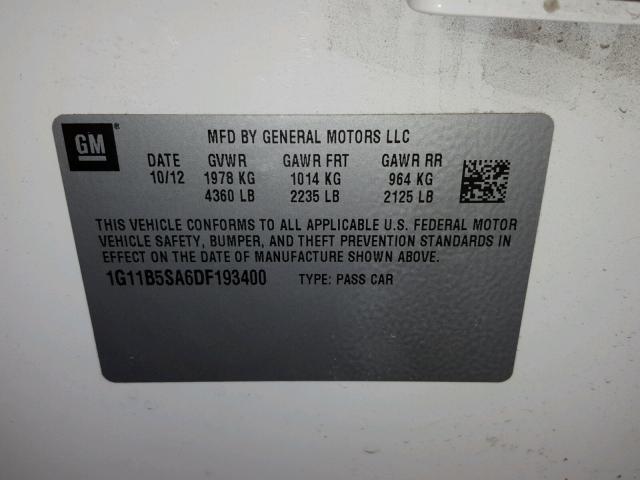 GM®
MFD BY GENERAL MOTORS LLC
DATE GVWR GAWR FRT GAWR RR
10/12 1978 KG 1014 KG 964 KG
4360 LB 2235 LB 2125 LB
THIS VEHICLE CONFORMS TO ALL APPLICABLE U.S. FEDERAL MOTOR
VEHICLE SAFETY, BUMPER, AND THEFT PREVENTION STANDARDS IN
EFFECT ON THE DATE OF MANUFACTURE SHOWN ABOVE.
1G11B5SA6DF193400 TYPE: PASS CAR